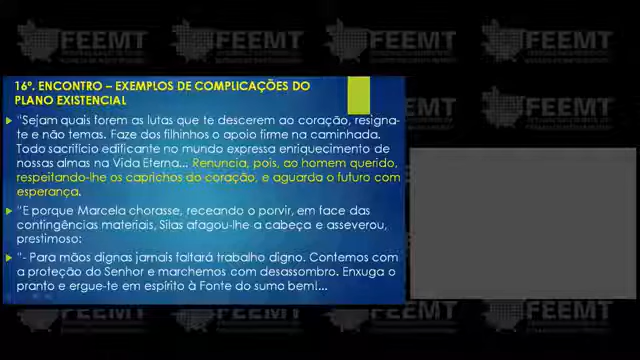 FEEMT FEEMT FEEMT FEEMT
16º. ENCONTRO – EXEMPLOS DE COMPLICAÇÕES DO
PLANO EXISTENCIAL
FEEMT
"Sejam quais forem as lutas que te descerem ao coração, resigna-
te e não temas. Faze dos filhinhos o apoio firme na caminhada.
Todo sacrifício edificante no mundo expressa enriquecimento de
nossas almas na Vida Eterna... Renuncia, pois, ao homem querido,
respeitando-lhe os caprichos do coração, e aguarda o futuro com
esperança.
"E porque Marcela chorasse, receando o porvir, em face das
contingências materiais, Silas afagou-lhe a cabeça e asseverou,
prestimoso:
"- Para mãos dignas jamais faltará trabalho digno. Contemos com
a proteção do Senhor e marchemos com desassombro. Enxuga o
pranto e ergue-te em espírito à Fonte do sumo bem!...
FEEMT FEEMT FEEMT FEEMT